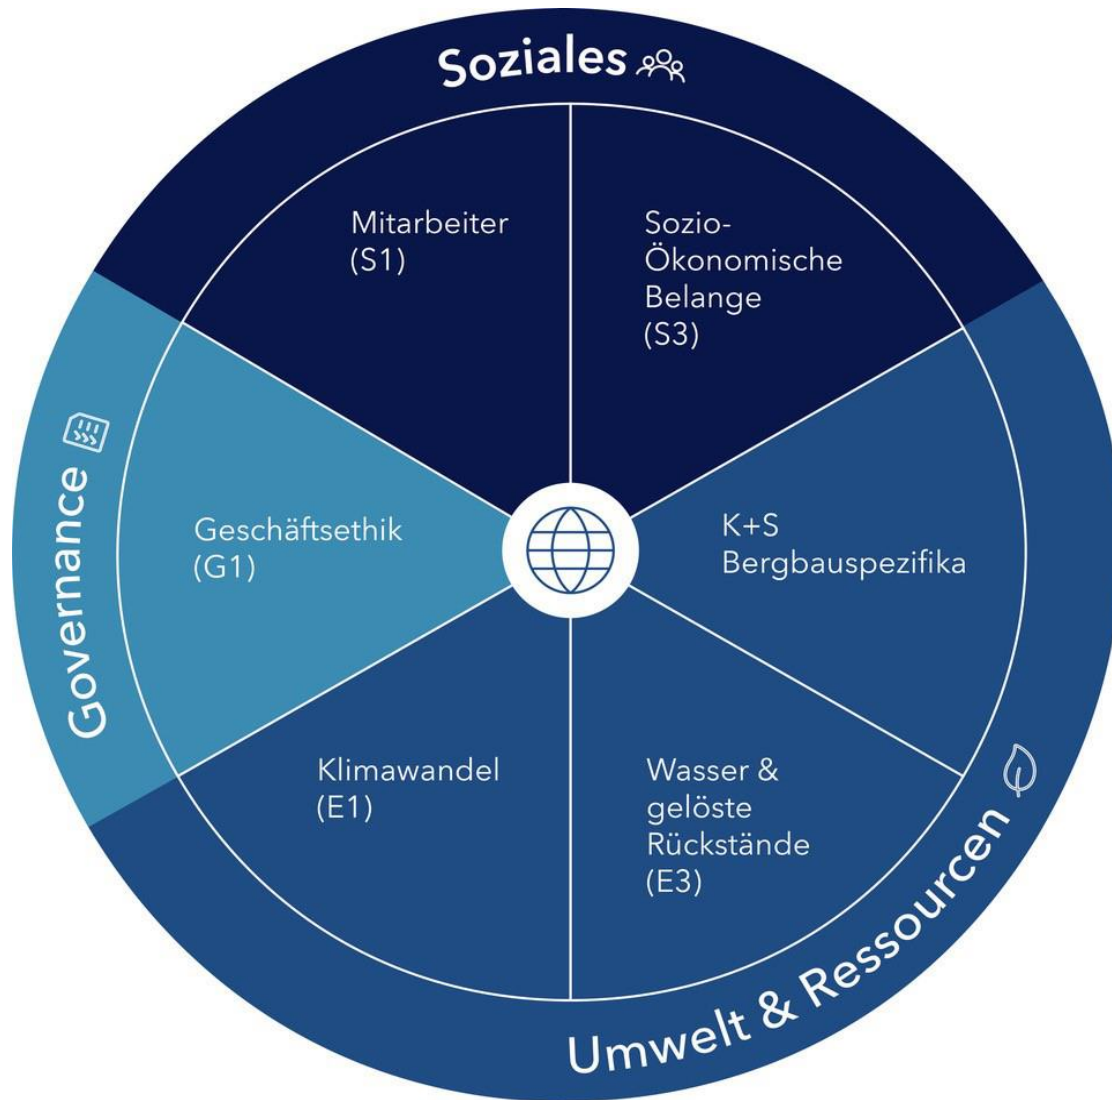 Soziales
Mitarbeiter
(S1)
Sozio-
Ökonomische
Belange
(S3)
Governance
Geschäftsethik
(G1)
K+S
Bergbauspezifika
Klimawandel
(E1)
Wasser &
gelöste
Rückstände
(E3)
Umwelt & Ressourcen